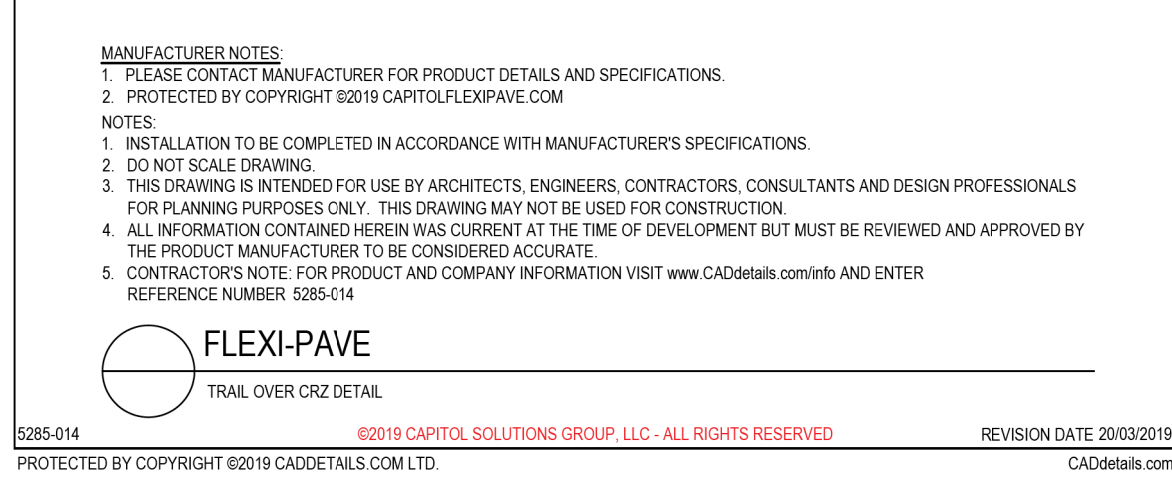 MANUFACTURER NOTES:
1. PLEASE CONTACT MANUFACTURER FOR PRODUCT DETAILS AND SPECIFICATIONS.
2. PROTECTED BY COPYRIGHT ©2019 CAPITOLFLEXIPAVE.COM
NOTES:
1. INSTALLATION TO BE COMPLETED IN ACCORDANCE WITH MANUFACTURER'S SPECIFICATIONS.
2. DO NOT SCALE DRAWING.
3. THIS DRAWING IS INTENDED FOR USE BY ARCHITECTS, ENGINEERS, CONTRACTORS, CONSULTANTS AND DESIGN PROFESSIONALS
FOR PLANNING PURPOSES ONLY. THIS DRAWING MAY NOT BE USED FOR CONSTRUCTION.
4. ALL INFORMATION CONTAINED HEREIN WAS CURRENT AT THE TIME OF DEVELOPMENT BUT MUST BE REVIEWED AND APPROVED BY
THE PRODUCT MANUFACTURER TO BE CONSIDERED ACCURATE.
5. CONTRACTOR'S NOTE: FOR PRODUCT AND COMPANY INFORMATION VISIT www.CADdetails.com/info AND ENTER
REFERENCE NUMBER 5285-014
FLEXI-PAVE
TRAIL OVER CRZ DETAIL
5285-014 ©2019 CAPITOL SOLUTIONS GROUP, LLC - ALL RIGHTS RESERVED REVISION DATE 20/03/2019
PROTECTED BY COPYRIGHT ©2019 CADDETAILS.COM LTD. CADdetails.com